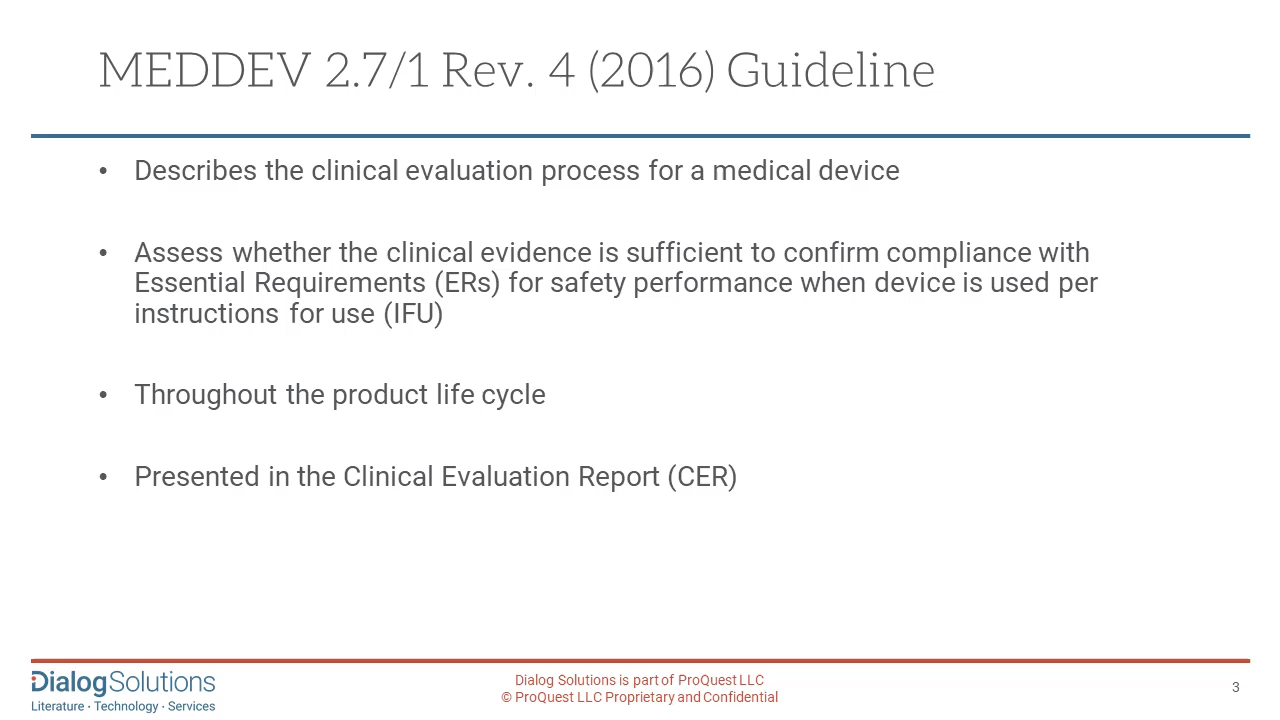 MEDDEV 2.7/1 Rev. 4 (2016) Guideline
• Describes the clinical evaluation process for a medical device
• Assess whether the clinical evidence is sufficient to confirm compliance with
Essential Requirements (ERs) for safety performance when device is used per
instructions for use (IFU)
• Throughout the product life cycle
• Presented in the Clinical Evaluation Report (CER)
DialogSolutions
Literature · Technology · Services
Dialog Solutions is part of ProQuest LLC
© ProQuest LLC Proprietary and Confidential
3